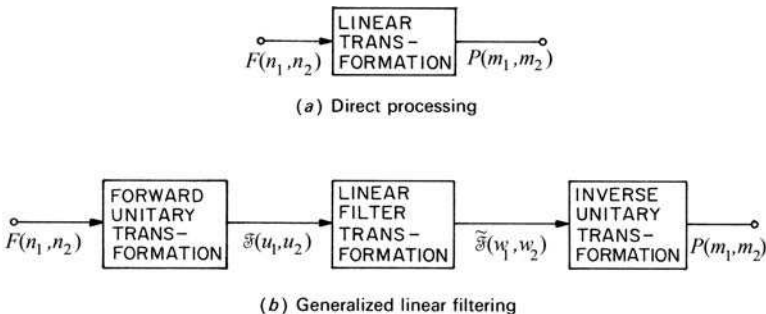 LINEAR
TRANS-
FORMATION
F(n₁,n₂)
P(m₁,m₂)
(a) Direct processing
FORWARD
UNITARY
TRANS-
FORMATION
LINEAR
FILTER
TRANS-
FORMATION
INVERSE
UNITARY
TRANS-
FORMATION
F(n₁,n₂)
𝔉(u₁,u₂)
𝔉̃(w₁,w₂)
P(m₁,m₂)
(b) Generalized linear filtering